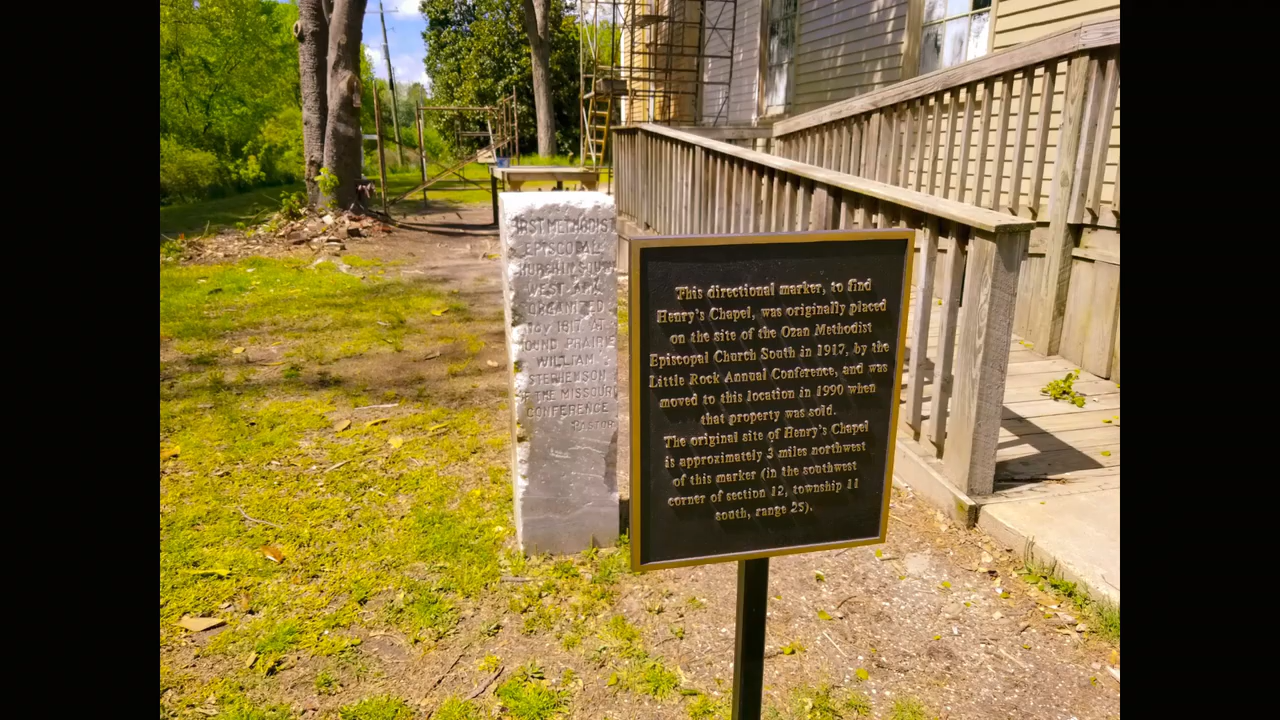 IRST METHODIST
EPISCOPAL
CHURCH IN SOUTH
WEST ARK.
ORGANIZED
MAY 1817. AT
OUND PRAIRIE
WILLIAM
STEPHENSON
OF THE MISSOURI
CONFERENCE
PASTOR
This directional marker, to find
Henry's Chapel, was originally placed
on the site of the Ozan Methodist
Episcopal Church South in 1917, by the
Little Rock Annual Conference, and was
moved to this location in 1990 when
that property was sold.
The original site of Henry's Chapel
is approximately 3 miles northwest
of this marker (in the southwest
corner of section 12, township 11
south, range 25).